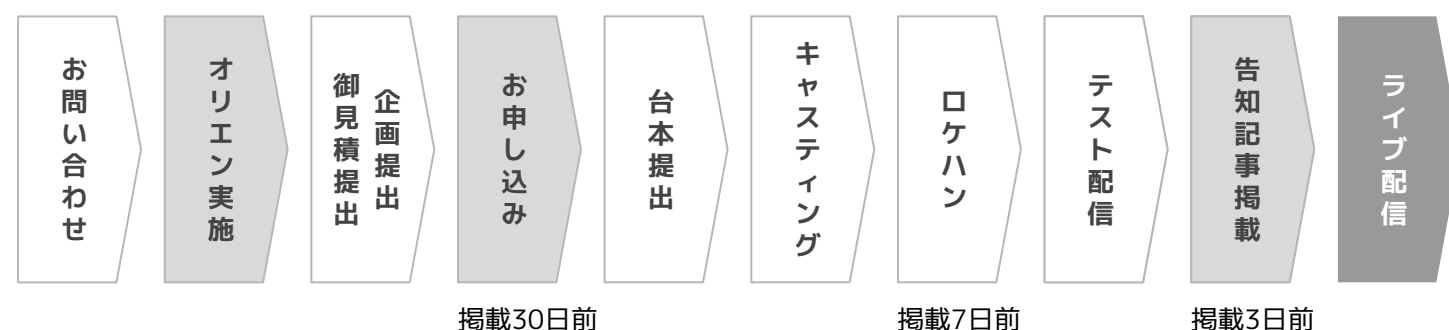 お問い合わせ
オリエン実施
企画提出
御見積提出
お申し込み
台本提出
キャスティング
ロケハン
テスト配信
告知記事掲載
ライブ配信
掲載30日前
掲載7日前
掲載3日前